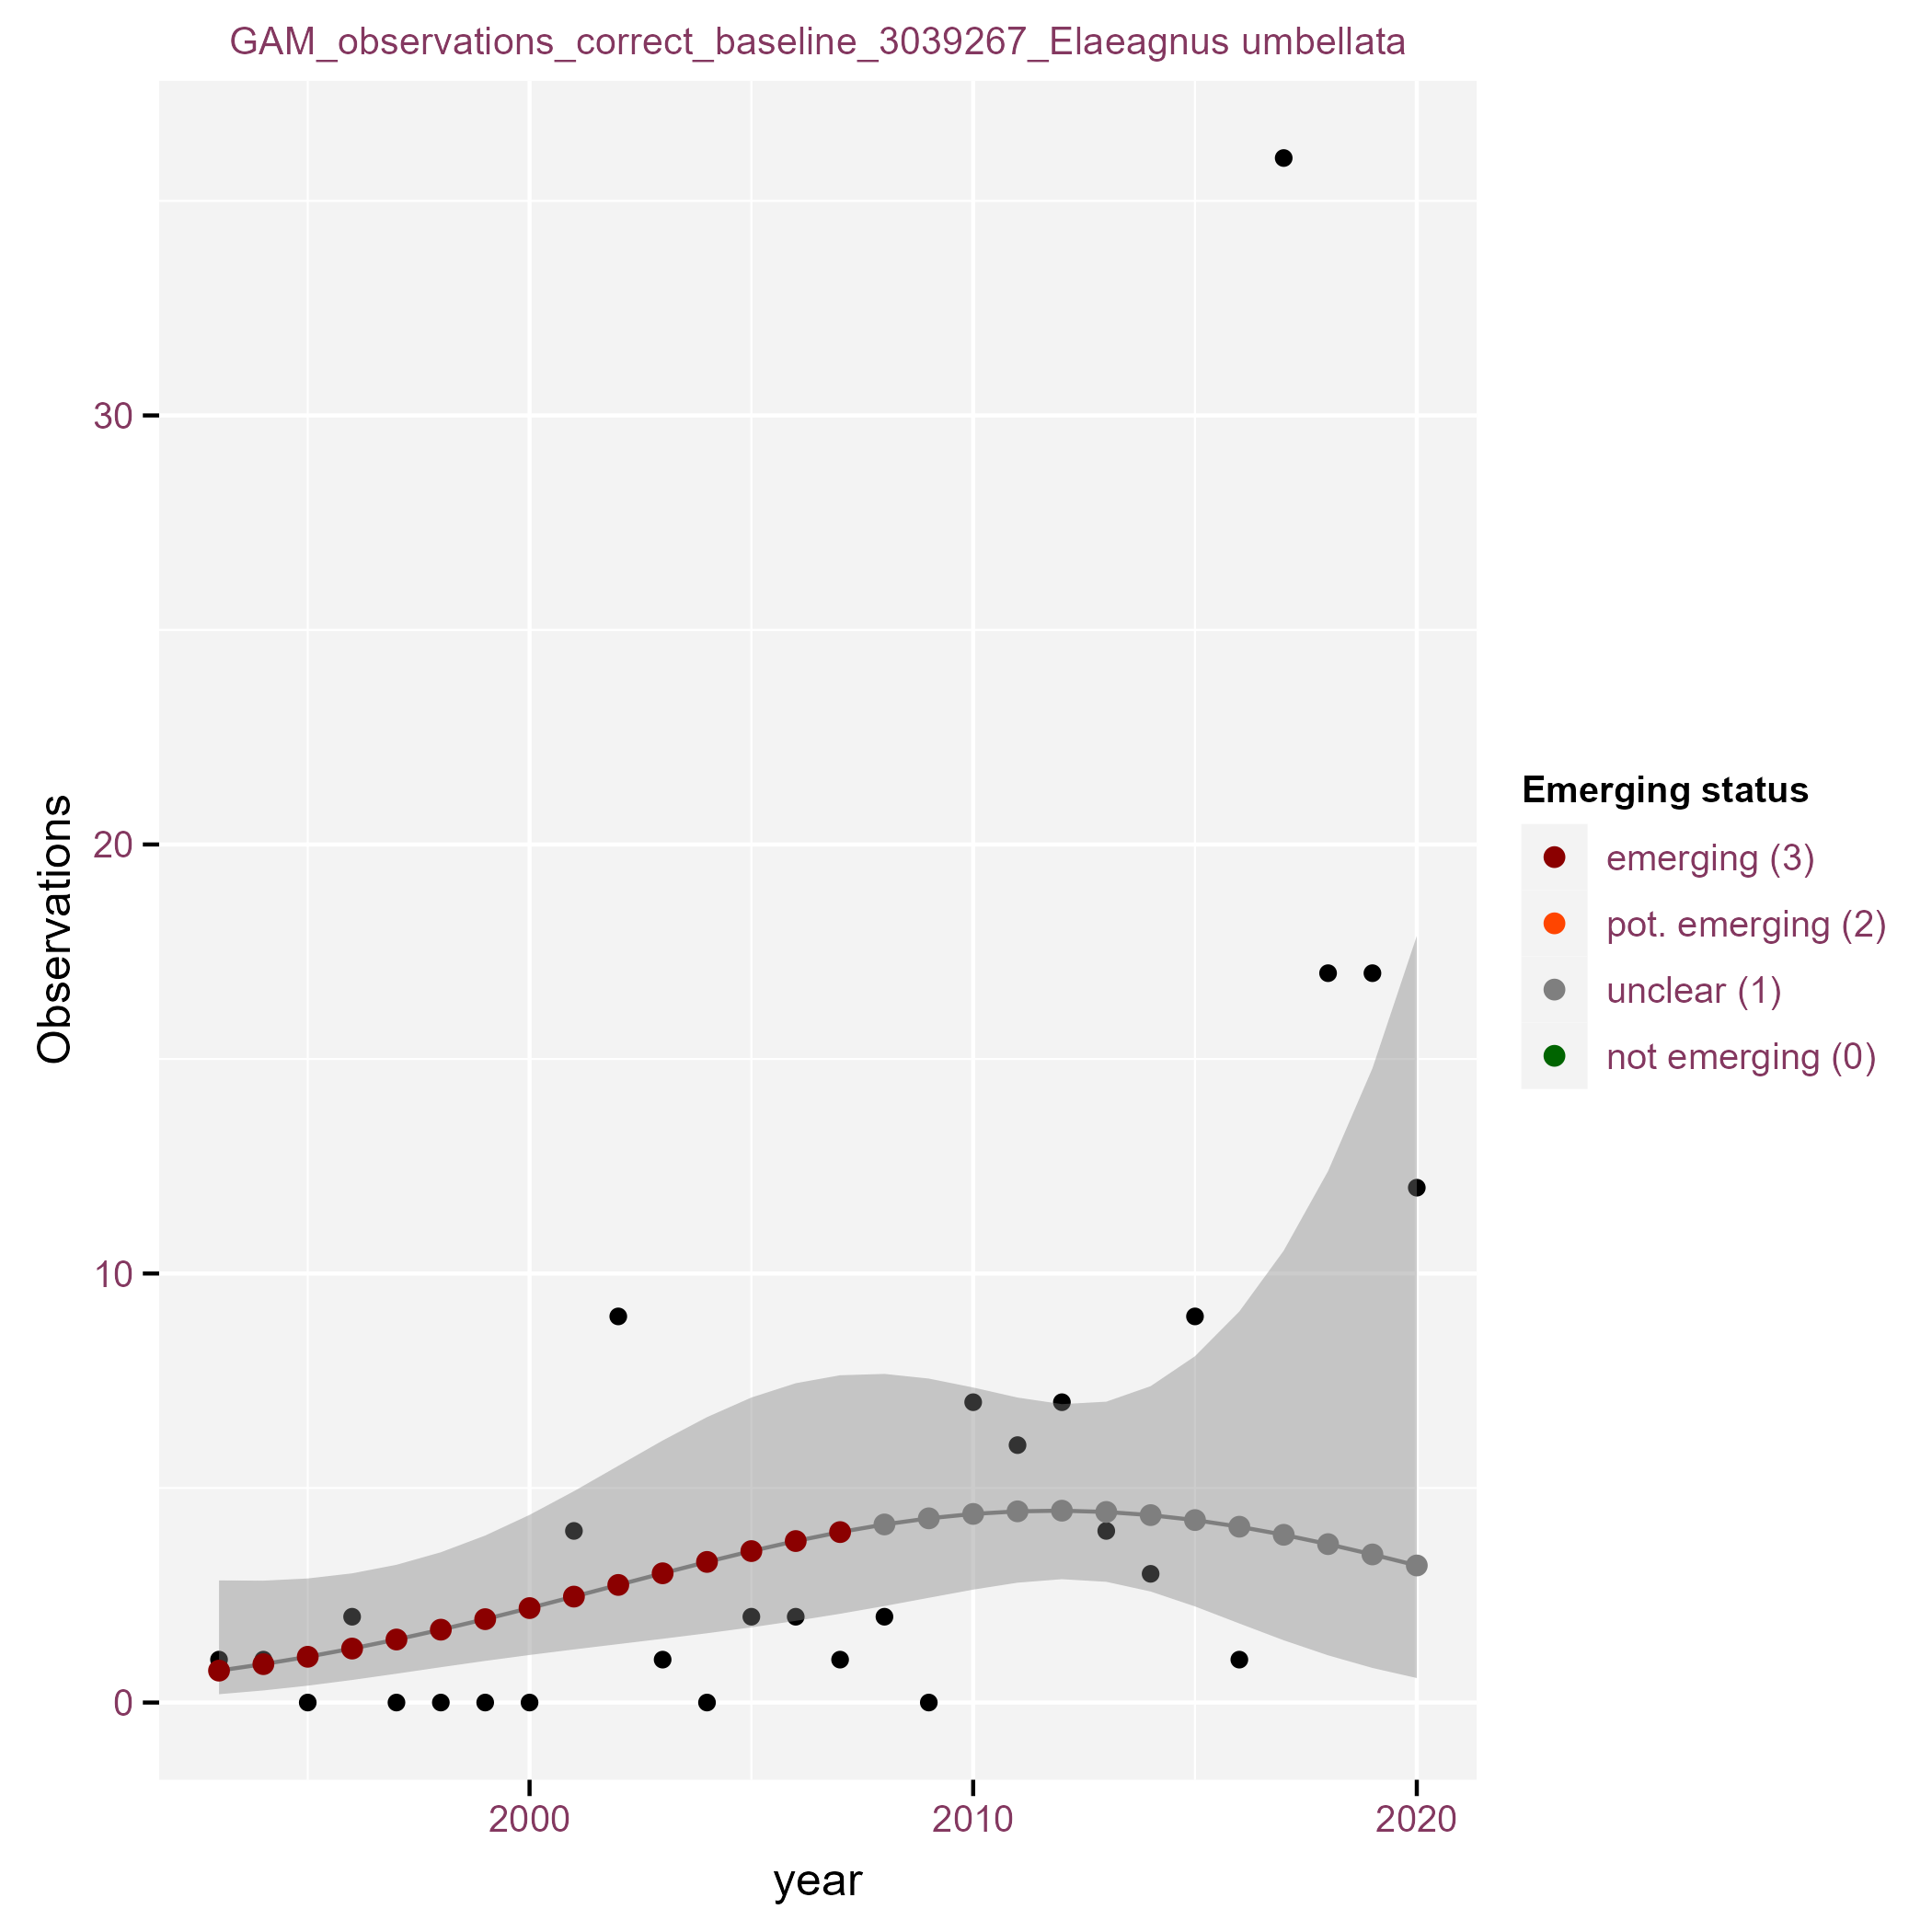 GAM_observations_correct_baseline_3039267_Elaeagnus umbellata
30
20
10
0
Observations
2000
2010
2020
year
Emerging status
emerging (3)
pot. emerging (2)
unclear (1)
not emerging (0)